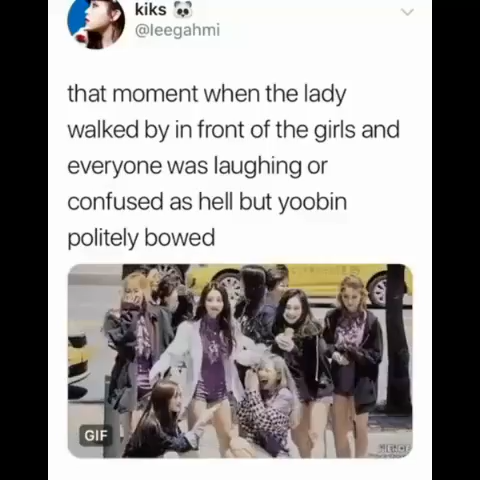 kiks 🐼
@leegahmi
that moment when the lady
walked by in front of the girls and
everyone was laughing or
confused as hell but yoobin
politely bowed
GIF